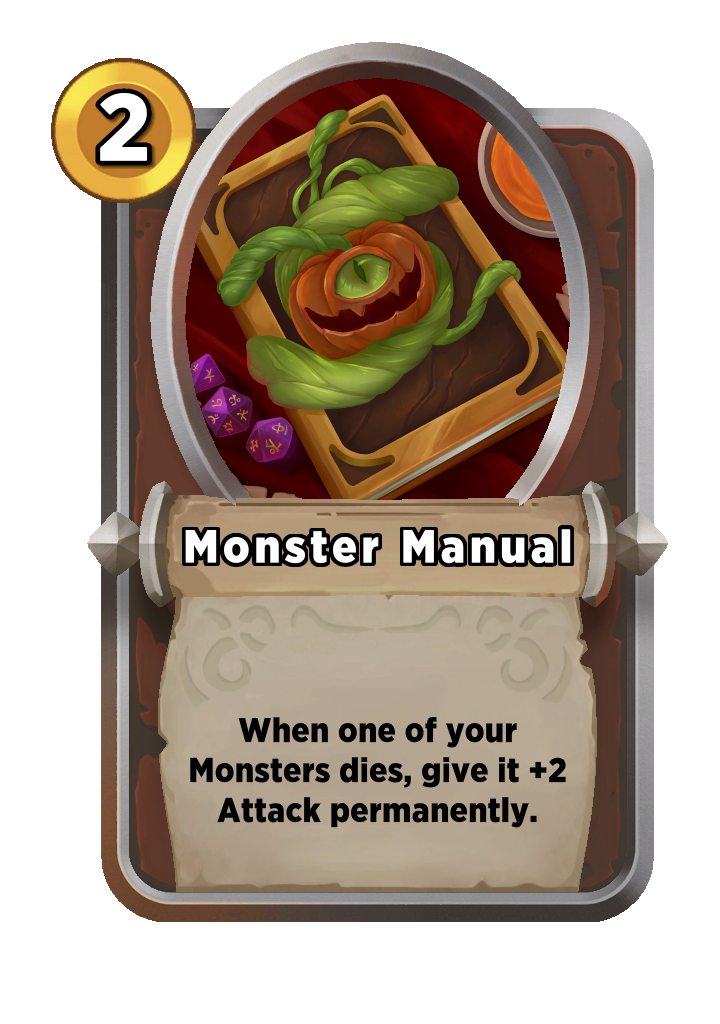 2
Monster Manual
When one of your
Monsters dies, give it +2
Attack permanently.